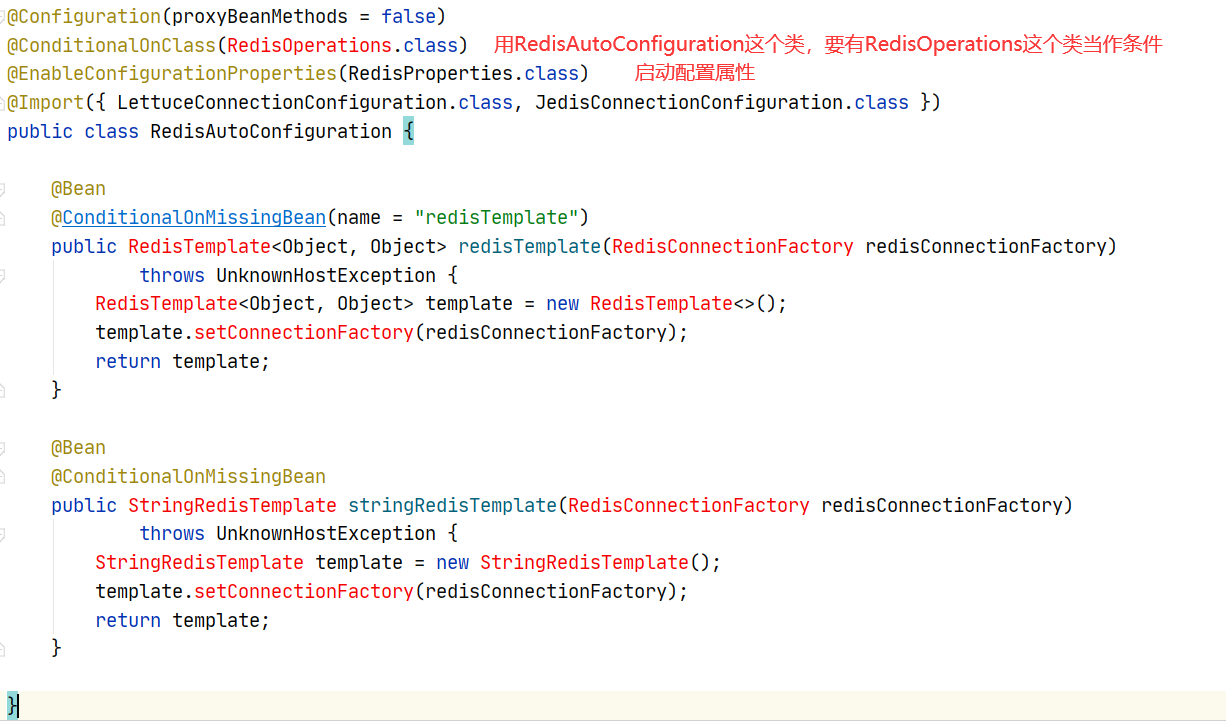 @Configuration(proxyBeanMethods = false)
@ConditionalOnClass(RedisOperations.class) 用RedisAutoConfiguration这个类，要有RedisOperations这个类当作条件
@EnableConfigurationProperties(RedisProperties.class) 启动配置属性
@Import({ LettuceConnectionConfiguration.class, JedisConnectionConfiguration.class })
public class RedisAutoConfiguration {
@Bean
@ConditionalOnMissingBean(name = "redisTemplate")
public RedisTemplate<Object, Object> redisTemplate(RedisConnectionFactory redisConnectionFactory)
throws UnknownHostException {
RedisTemplate<Object, Object> template = new RedisTemplate<>();
template.setConnectionFactory(redisConnectionFactory);
return template;
}
@Bean
@ConditionalOnMissingBean
public StringRedisTemplate stringRedisTemplate(RedisConnectionFactory redisConnectionFactory)
throws UnknownHostException {
StringRedisTemplate template = new StringRedisTemplate();
template.setConnectionFactory(redisConnectionFactory);
return template;
}
}